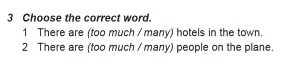 3 Choose the correct word.
1 There are (too much / many) hotels in the town.
2 There are (too much / many) people on the plane.